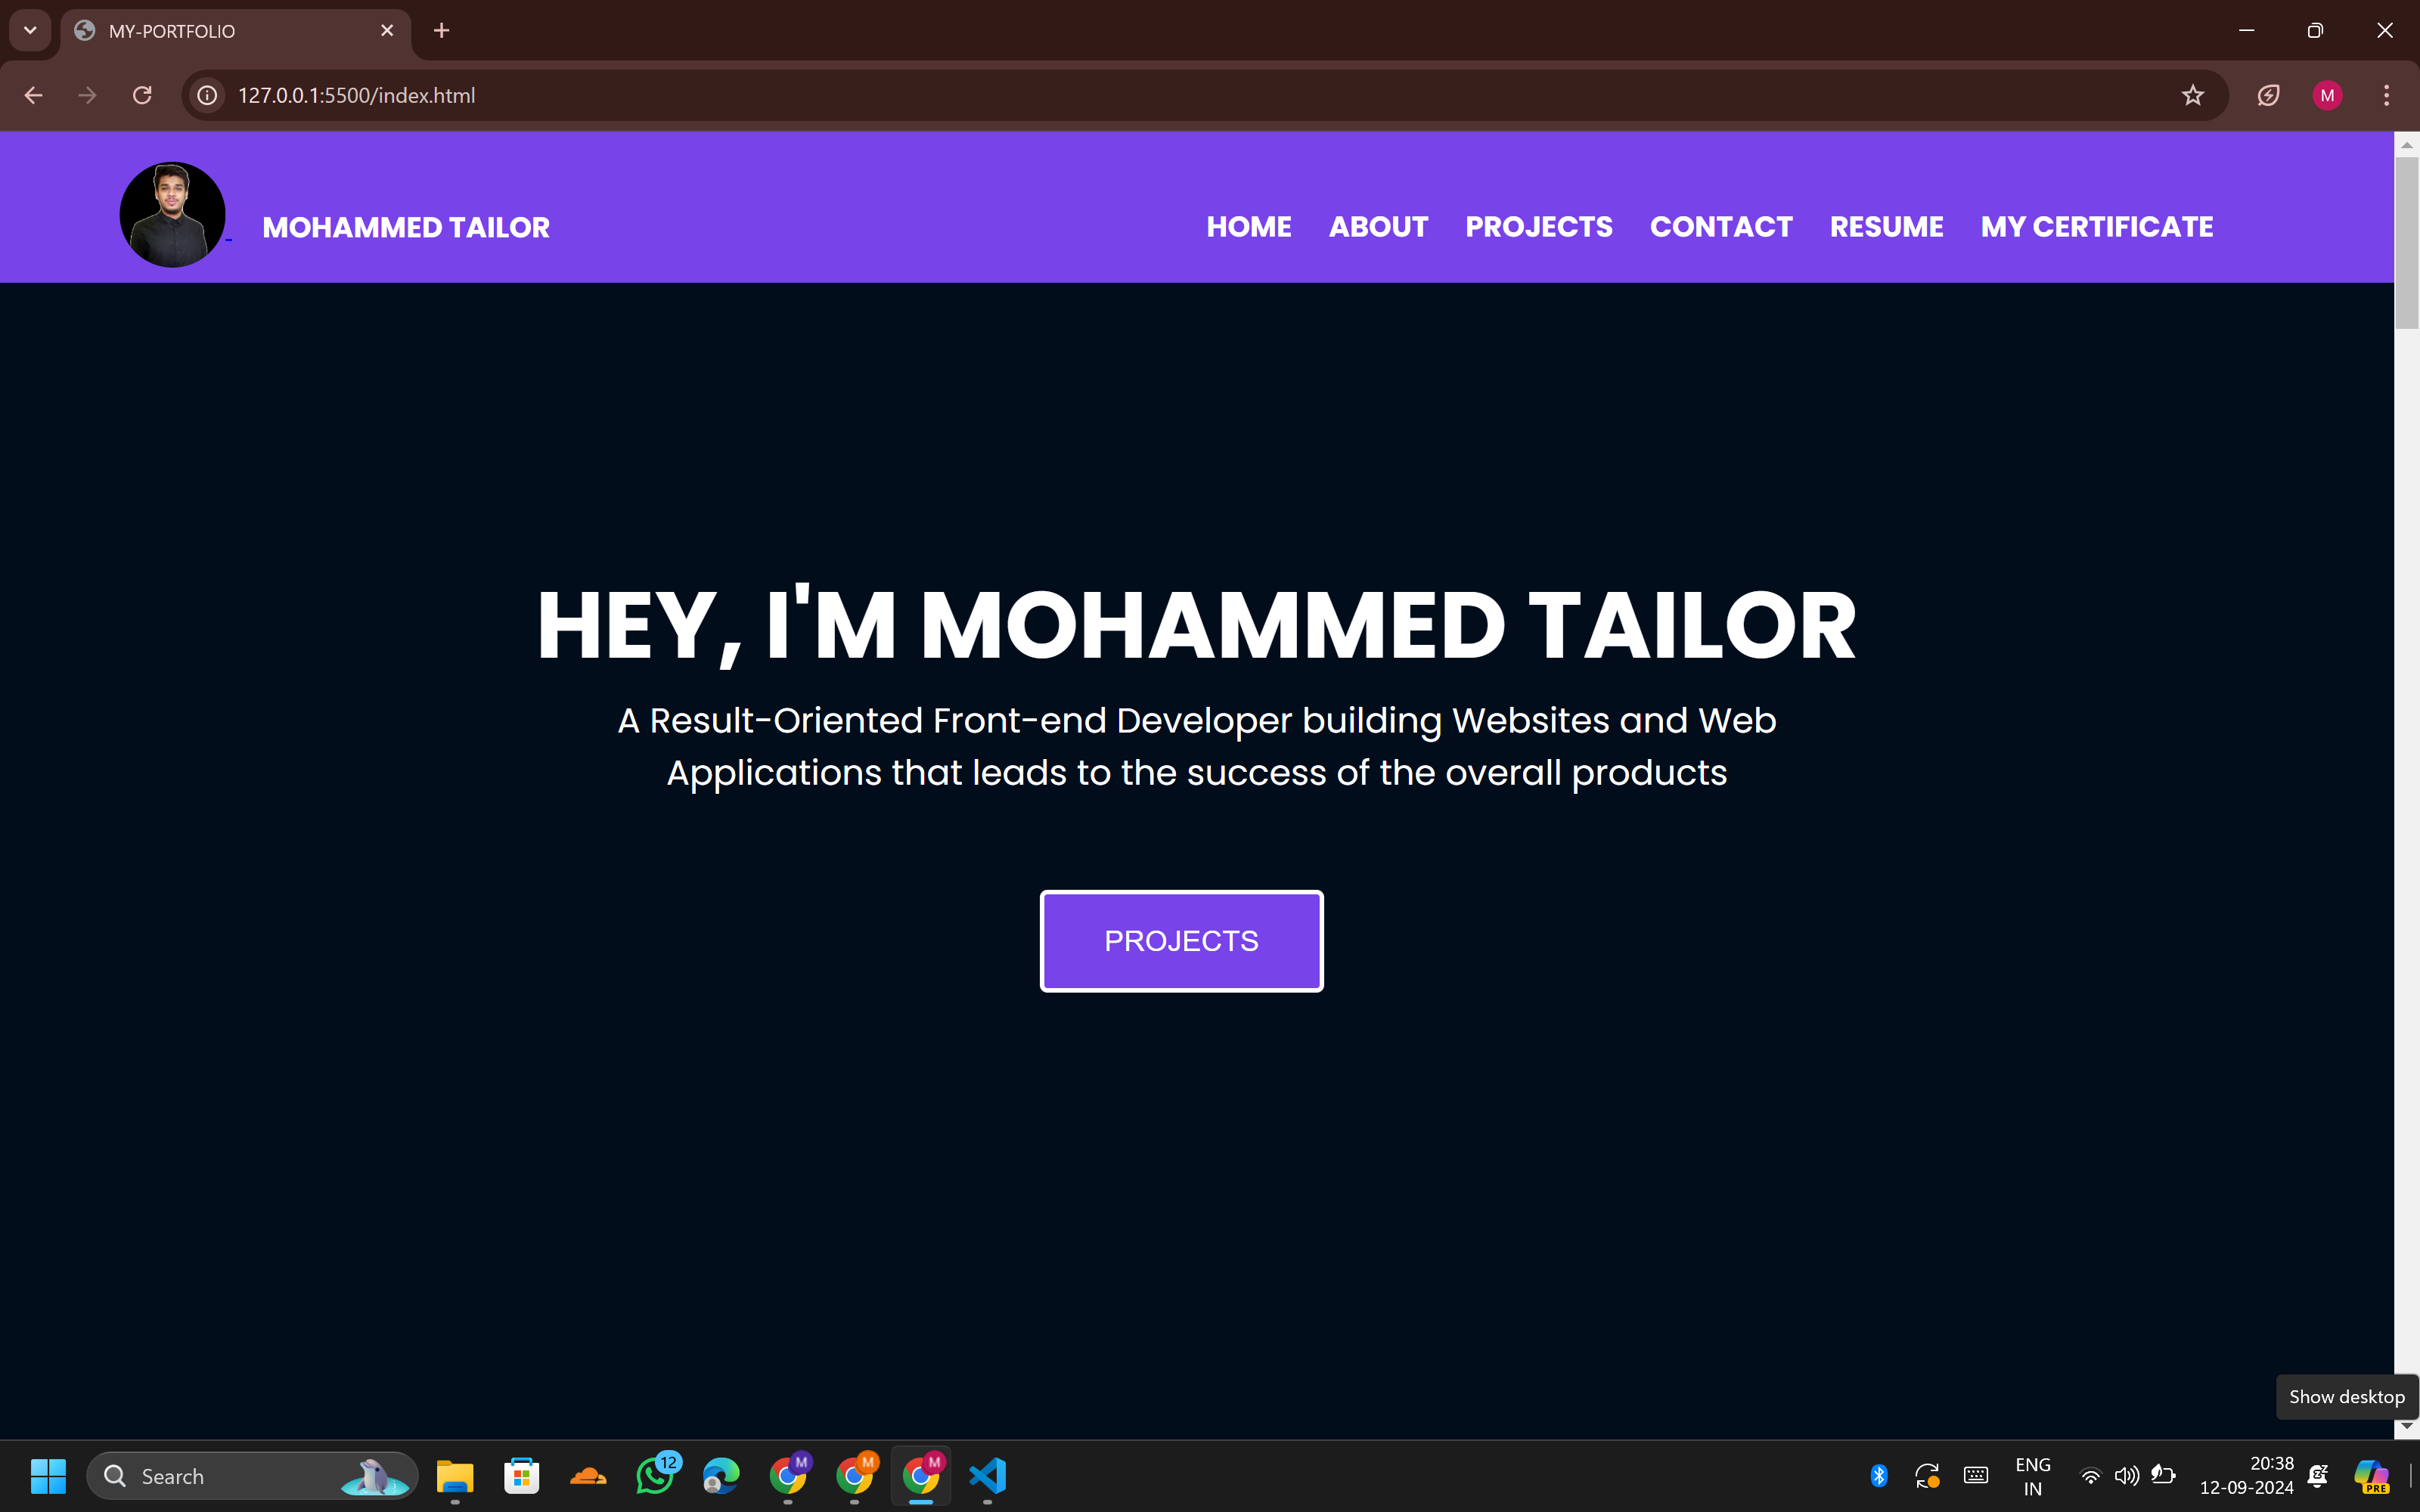 MY-PORTFOLIO
127.0.0.1:5500/index.html
M
MOHAMMED TAILOR
HOME ABOUT PROJECTS CONTACT RESUME MY CERTIFICATE
HEY, I'M MOHAMMED TAILOR
A Result-Oriented Front-end Developer building Websites and Web
Applications that leads to the success of the overall products
PROJECTS
Show desktop
Search
12
M
M
M
ENG
IN
20:38
12-09-2024
PRE